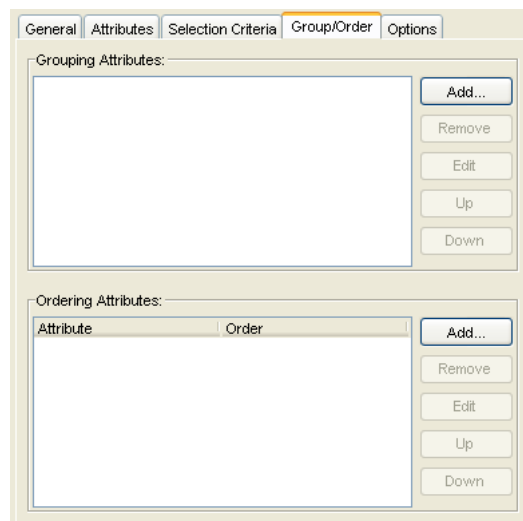 General Attributes Selection Criteria Group/Order Options
Grouping Attributes:
Add...
Remove
Edit
Up
Down
Ordering Attributes:
Attribute Order
Add...
Remove
Edit
Up
Down